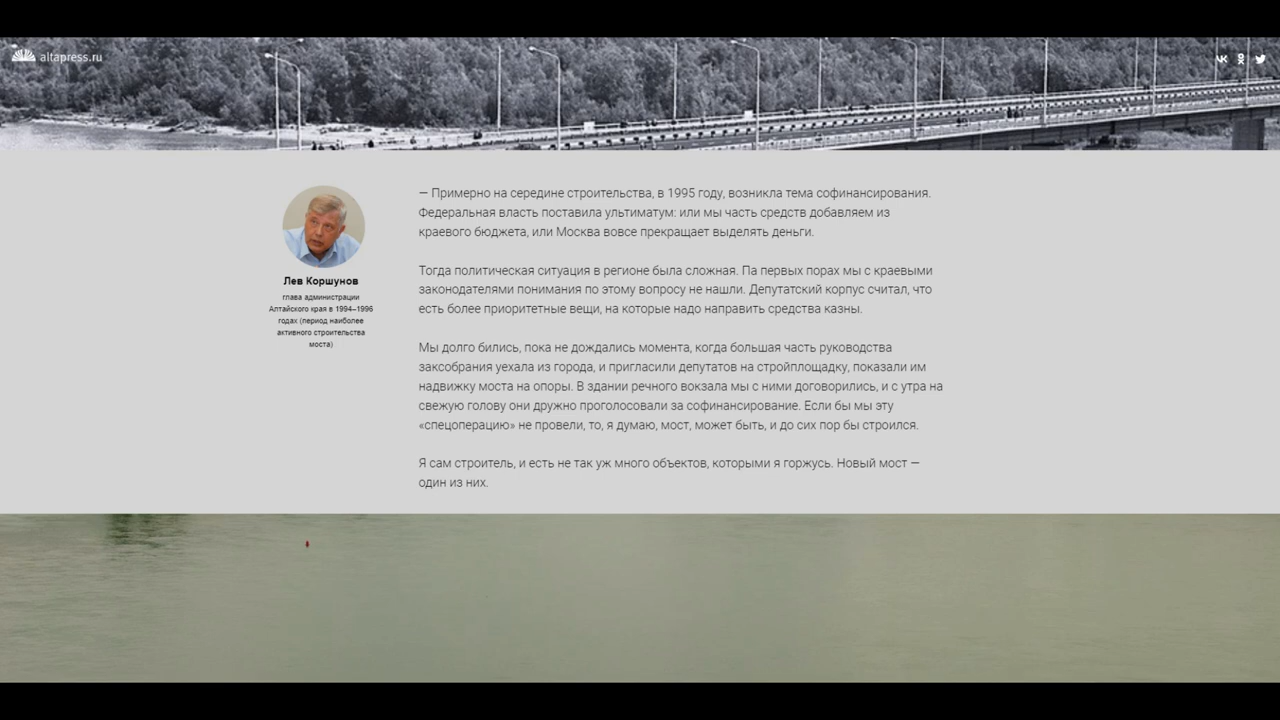 altapress.ru
— Примерно на середине строительства, в 1995 году, возникла тема софинансирования.
Федеральная власть поставила ультиматум: или мы часть средств добавляем из
краевого бюджета, или Москва вовсе прекращает выделять деньги.
Лев Коршунов
глава администрации
Алтайского края в 1994–1996
годах (период наиболее
активного строительства
моста)
Тогда политическая ситуация в регионе была сложная. Па первых порах мы с краевыми
законодателями понимания по этому вопросу не нашли. Депутатский корпус считал, что
есть более приоритетные вещи, на которые надо направить средства казны.
Мы долго бились, пока не дождались момента, когда большая часть руководства
заксобрания уехала из города, и пригласили депутатов на стройплощадку, показали им
надвижку моста на опоры. В здании речного вокзала мы с ними договорились, и с утра на
свежую голову они дружно проголосовали за софинансирование. Если бы мы эту
«спецоперацию» не провели, то, я думаю, мост, может быть, и до сих пор бы строился.
Я сам строитель, и есть не так уж много объектов, которыми я горжусь. Новый мост —
один из них.